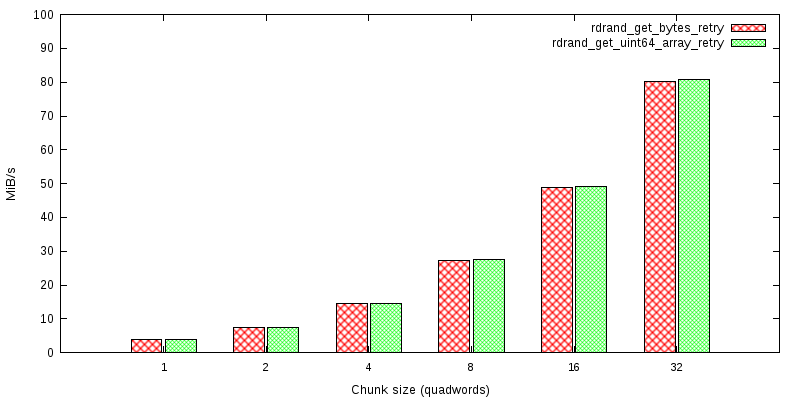 rdrand_get_bytes_retry
rdrand_get_uint64_array_retry
100
90
80
70
60
50
40
30
20
10
0
MiB/s
1 2 4 8 16 32
Chunk size (quadwords)